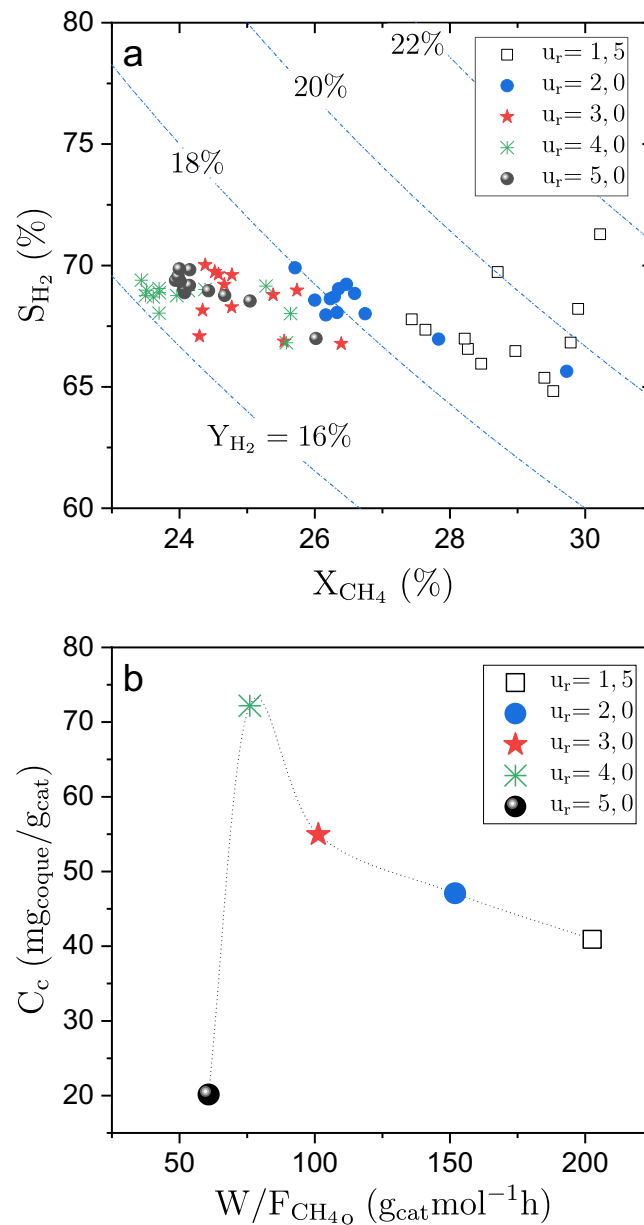 80
a
22%
20%
18%
u_r= 1,5
u_r= 2,0
u_r= 3,0
u_r= 4,0
u_r= 5,0
75
70
65
60
S_H₂ (%)
Y_H₂ = 16%
24
26
28
30
X_CH₄ (%)
80
b
u_r= 1,5
u_r= 2,0
u_r= 3,0
u_r= 4,0
u_r= 5,0
70
60
50
40
30
20
C_c (mg_coque/g_cat)
50
100
150
200
W/F_CH₄₀ (g_cat mol⁻¹h)